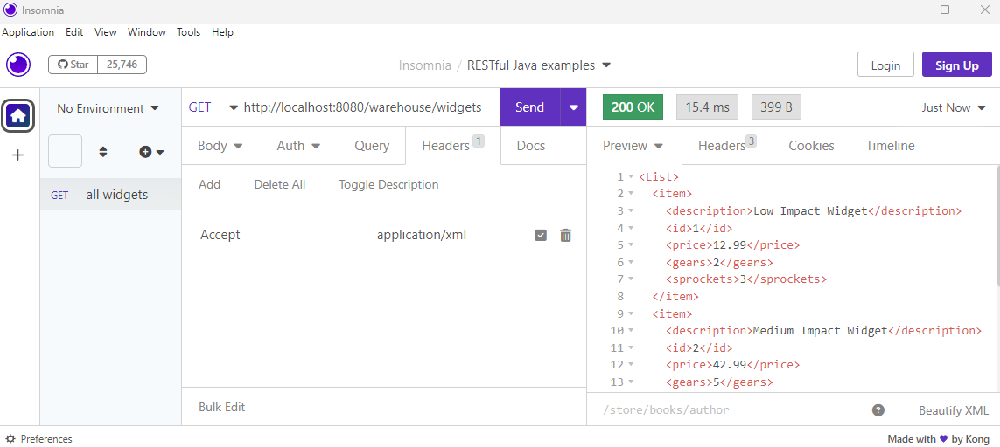 Insomnia
Application Edit View Window Tools Help
Star 25,746
Insomnia / RESTful Java examples
Login Sign Up
No Environment
GET http://localhost:8080/warehouse/widgets Send
200 OK 15.4 ms 399 B Just Now
Body Auth Query Headers 1 Docs
Preview Headers 3 Cookies Timeline
Add Delete All Toggle Description
GET all widgets
Accept application/xml
1 <List>
2 <item>
3 <description>Low Impact Widget</description>
4 <id>1</id>
5 <price>12.99</price>
6 <gears>2</gears>
7 <sprockets>3</sprockets>
8 </item>
9 <item>
10 <description>Medium Impact Widget</description>
11 <id>2</id>
12 <price>42.99</price>
13 <gears>5</gears>
Bulk Edit
/store/books/author ? Beautify XML
Preferences
Made with ♥ by Kong